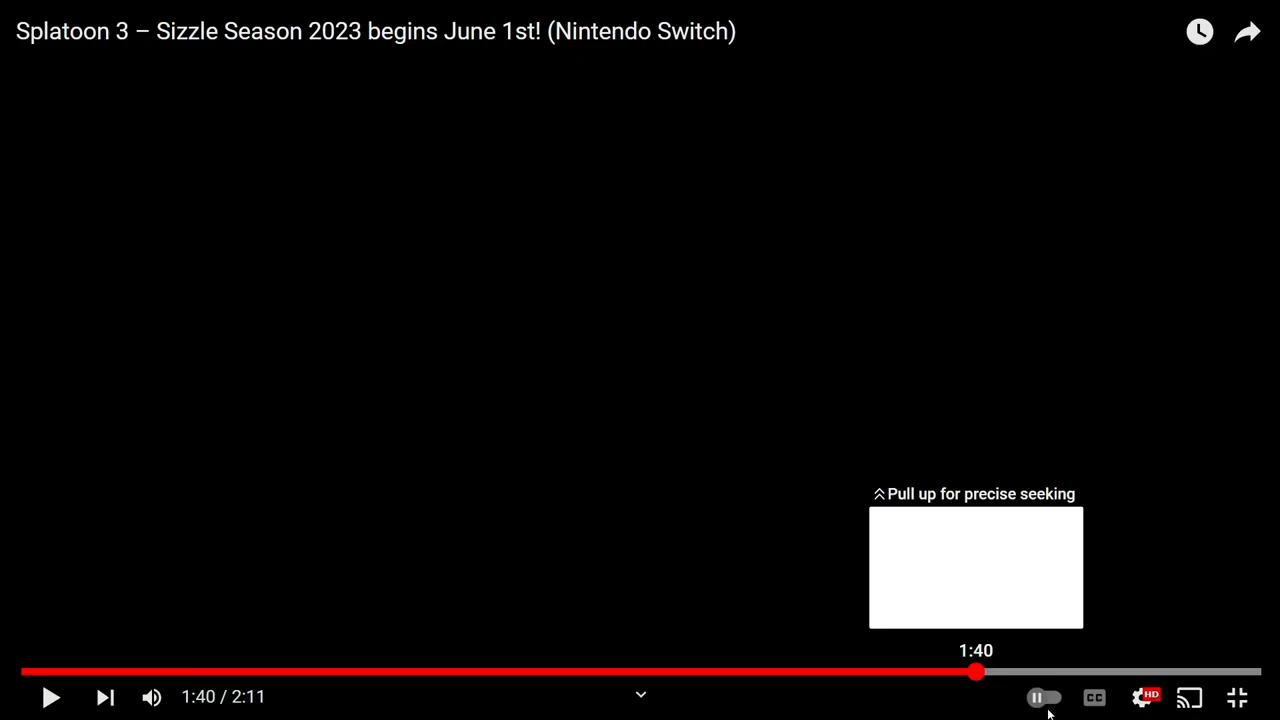 Splatoon 3 – Sizzle Season 2023 begins June 1st! (Nintendo Switch)
Pull up for precise seeking
1:40
1:40 / 2:11
CC
HD